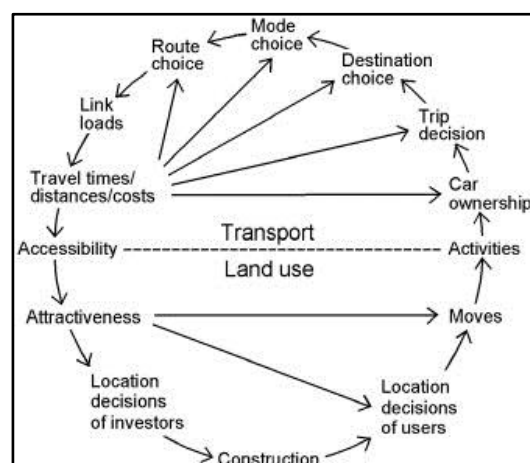 Mode
choice
Route
choice
Destination
choice
Link
loads
Trip
decision
Travel times/
distances/costs
Car
ownership
Transport
Accessibility
Activities
Land use
Attractiveness
Moves
Location
decisions
of investors
Location
decisions
of users
Construction